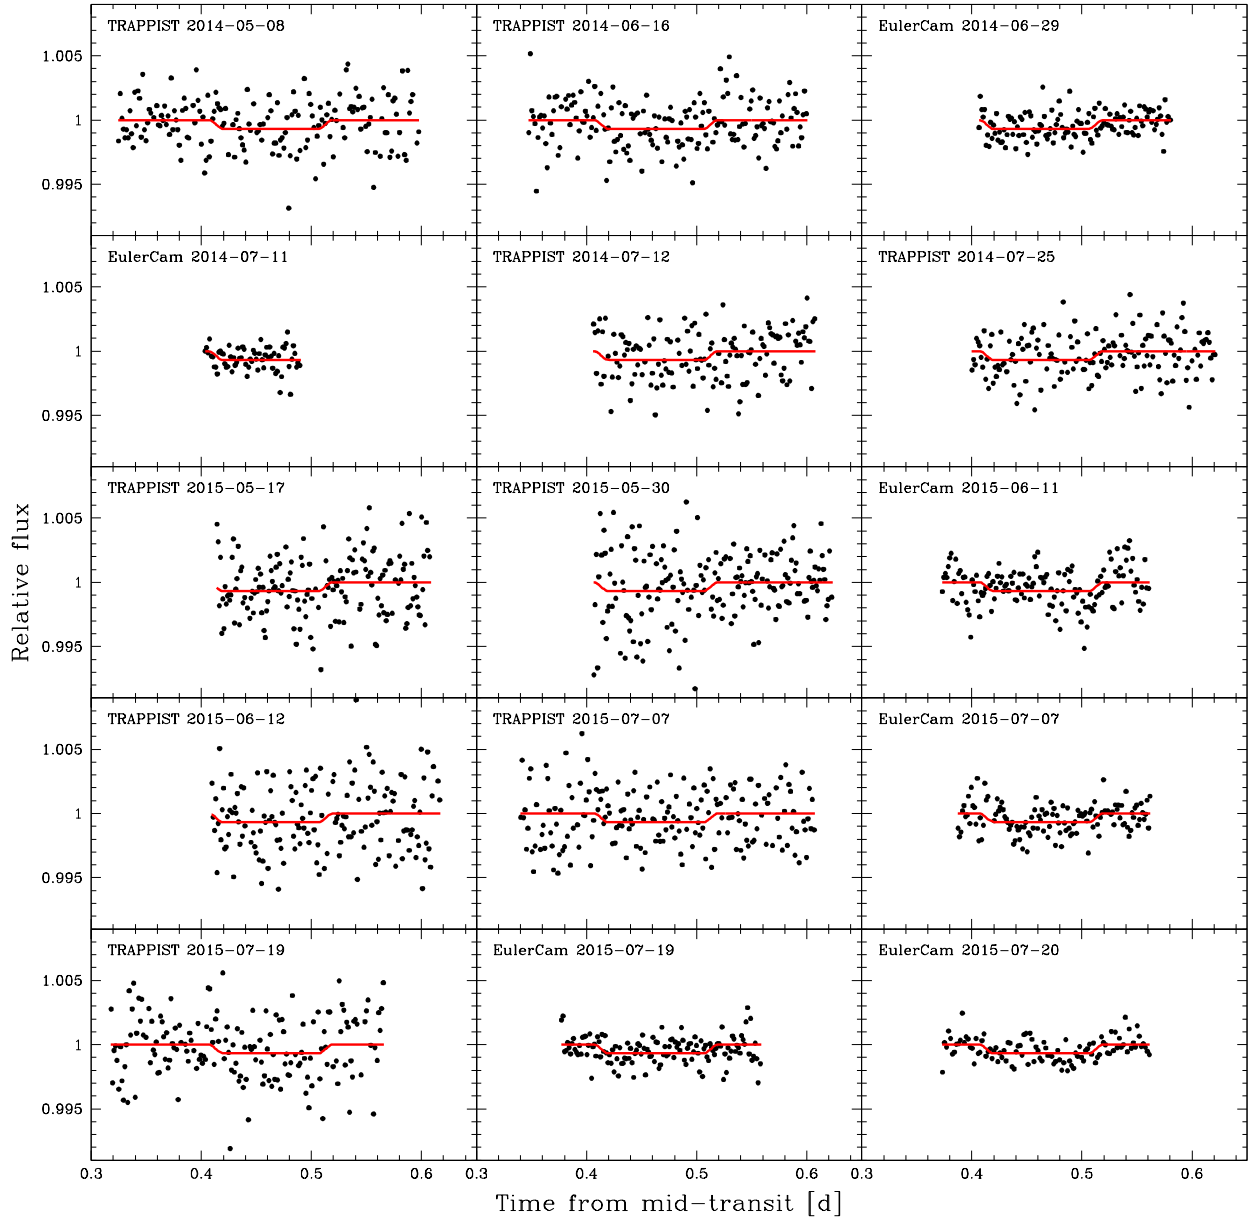 TRAPPIST 2014-05-08
TRAPPIST 2014-06-16
EulerCam 2014-06-29
1.005
1
0.995
EulerCam 2014-07-11
TRAPPIST 2014-07-12
TRAPPIST 2014-07-25
1.005
1
0.995
TRAPPIST 2015-05-17
TRAPPIST 2015-05-30
EulerCam 2015-06-11
1.005
1
0.995
Relative flux
TRAPPIST 2015-06-12
TRAPPIST 2015-07-07
EulerCam 2015-07-07
1.005
1
0.995
TRAPPIST 2015-07-19
EulerCam 2015-07-19
EulerCam 2015-07-20
1.005
1
0.995
0.3 0.4 0.5 0.6 0.3 0.4 0.5 0.6 0.3 0.4 0.5 0.6
Time from mid-transit [d]